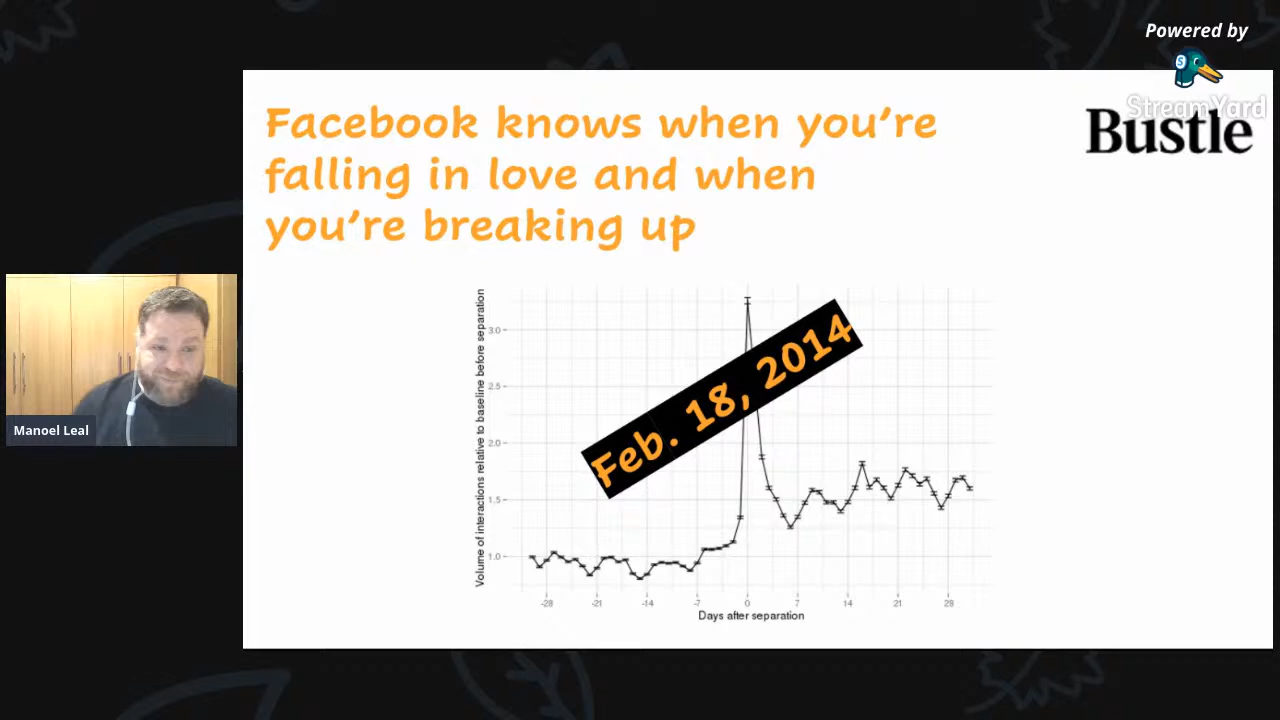 Powered by
StreamYard
Facebook knows when you're
falling in love and when
you're breaking up
Bustle
Manoel Leal
Feb. 18, 2014
Volume of interactions relative to baseline before separation
3.0
2.5
2.0
1.5
1.0
-28 -21 -14 -7 0 7 14 21 28
Days after separation